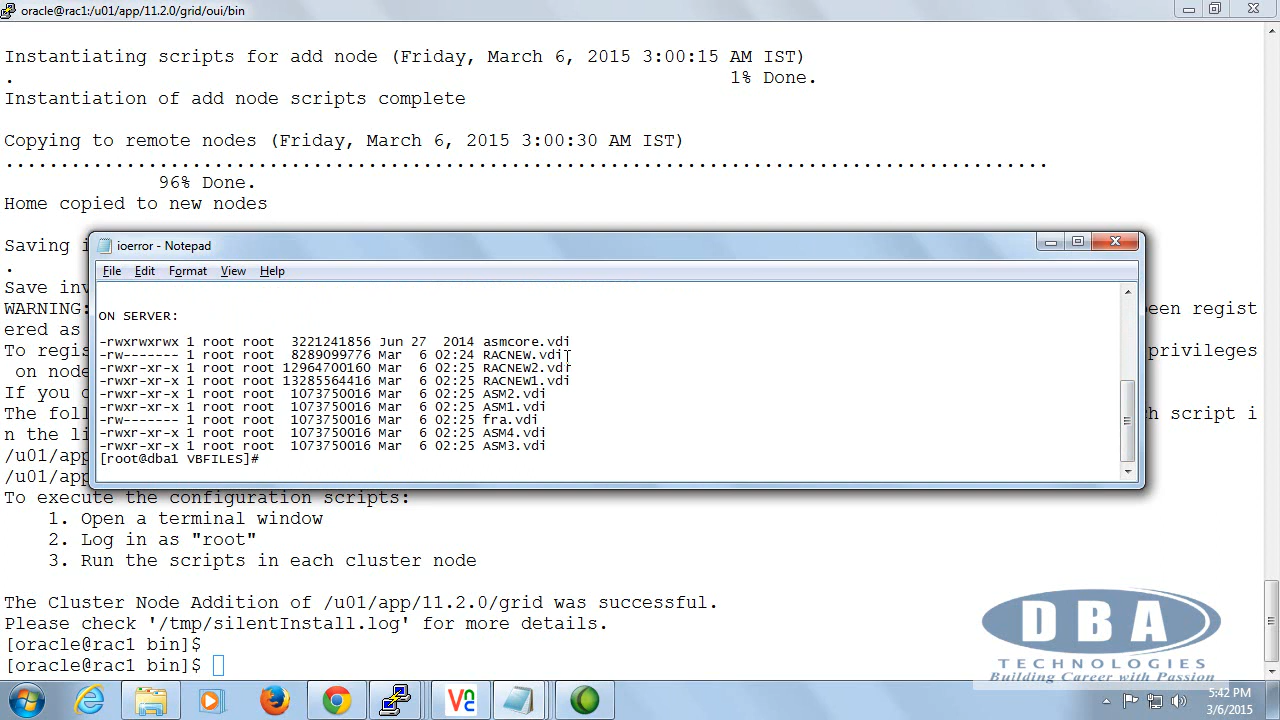 oracle@rac1:/u01/app/11.2.0/grid/oui/bin
Instantiating scripts for add node (Friday, March 6, 2015 3:00:15 AM IST)
. 1% Done.
Instantiation of add node scripts complete
Copying to remote nodes (Friday, March 6, 2015 3:00:30 AM IST)
...............................................................................................
96% Done.
Home copied to new nodes
Saving i
.
Save inv
WARNING: een regist
ered as
To regis privileges
on node
If you
The foll h script i
n the li
/u01/app
/u01/app
ioerror - Notepad
File Edit Format View Help
ON SERVER:
-rwxrwxrwx 1 root root 3221241856 Jun 27 2014 asmcore.vdi
-rw------- 1 root root 8289099776 Mar 6 02:24 RACNEW.vdi
-rwxr-xr-x 1 root root 12964700160 Mar 6 02:25 RACNEW2.vdi
-rwxr-xr-x 1 root root 13285564416 Mar 6 02:25 RACNEW1.vdi
-rwxr-xr-x 1 root root 1073750016 Mar 6 02:25 ASM2.vdi
-rwxr-xr-x 1 root root 1073750016 Mar 6 02:25 ASM1.vdi
-rw------- 1 root root 1073750016 Mar 6 02:25 fra.vdi
-rwxr-xr-x 1 root root 1073750016 Mar 6 02:25 ASM4.vdi
-rwxr-xr-x 1 root root 1073750016 Mar 6 02:25 ASM3.vdi
[root@dba1 VBFILES]#
To execute the configuration scripts:
1. Open a terminal window
2. Log in as "root"
3. Run the scripts in each cluster node
The Cluster Node Addition of /u01/app/11.2.0/grid was successful.
Please check '/tmp/silentInstall.log' for more details.
[oracle@rac1 bin]$
[oracle@rac1 bin]$
DBA
TECHNOLOGIES
Building Career with Passion
5:42 PM
3/6/2015